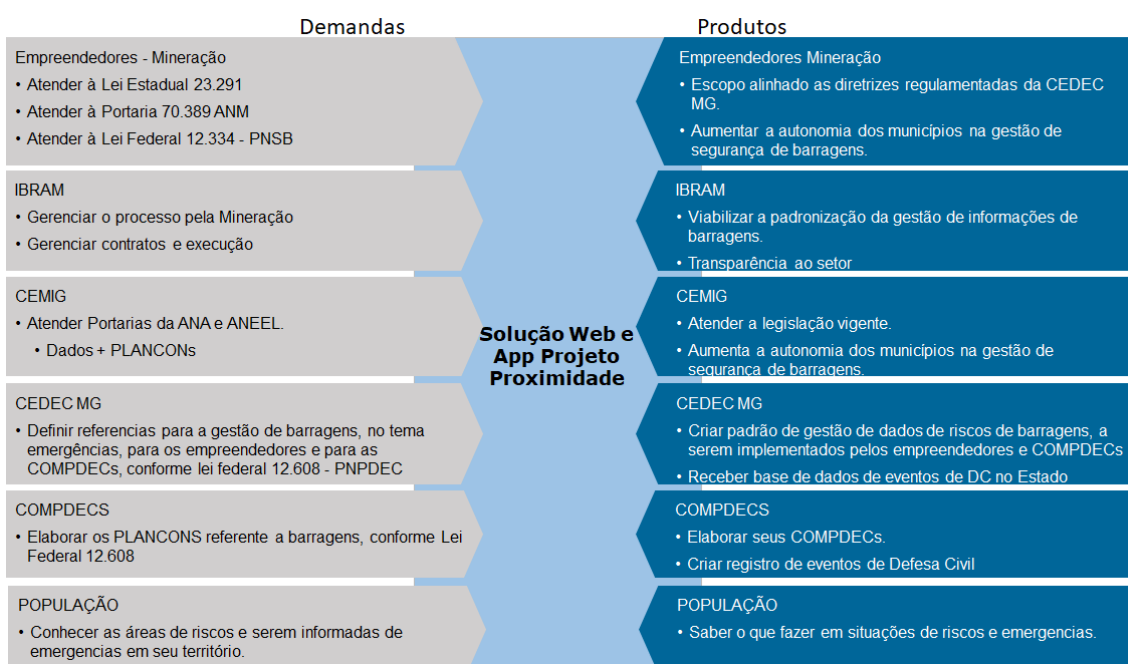 Demandas
Empreendedores - Mineração
• Atender à Lei Estadual 23.291
• Atender à Portaria 70.389 ANM
• Atender à Lei Federal 12.334 - PNSB
IBRAM
• Gerenciar o processo pela Mineração
• Gerenciar contratos e execução
CEMIG
• Atender Portarias da ANA e ANEEL.
• Dados + PLANCONs
CEDEC MG
• Definir referencias para a gestão de barragens, no tema
emergências, para os empreendedores e para as
COMPDECs, conforme lei federal 12.608 - PNPDEC
COMPDECS
• Elaborar os PLANCONS referente a barragens, conforme Lei
Federal 12.608
POPULAÇÃO
• Conhecer as áreas de riscos e serem informadas de
emergencias em seu território.
Solução Web e
App Projeto
Proximidade
Produtos
Empreendedores Mineração
• Escopo alinhado as diretrizes regulamentadas da CEDEC
MG.
• Aumentar a autonomia dos municípios na gestão de
segurança de barragens.
IBRAM
• Viabilizar a padronização da gestão de informações de
barragens.
• Transparência ao setor
CEMIG
• Atender a legislação vigente.
• Aumenta a autonomia dos municípios na gestão de
segurança de barragens.
CEDEC MG
• Criar padrão de gestão de dados de riscos de barragens, a
serem implementados pelos empreendedores e COMPDECs
• Receber base de dados de eventos de DC no Estado
COMPDECS
• Elaborar seus COMPDECs.
• Criar registro de eventos de Defesa Civil
POPULAÇÃO
• Saber o que fazer em situações de riscos e emergencias.